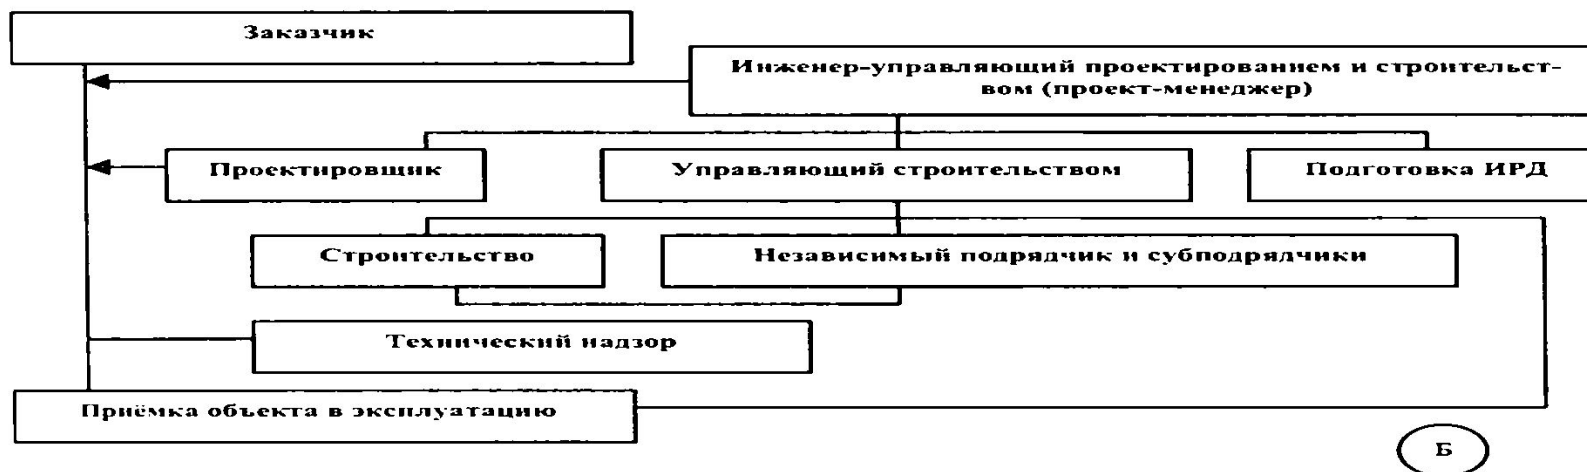 Заказчик
Инженер-управляющий проектированием и строительст-
вом (проект-менеджер)
Проектировщик
Управляющий строительством
Подготовка ИРД
Строительство
Независимый подрядчик и субподрядчики
Технический надзор
Приёмка объекта в эксплуатацию
Б